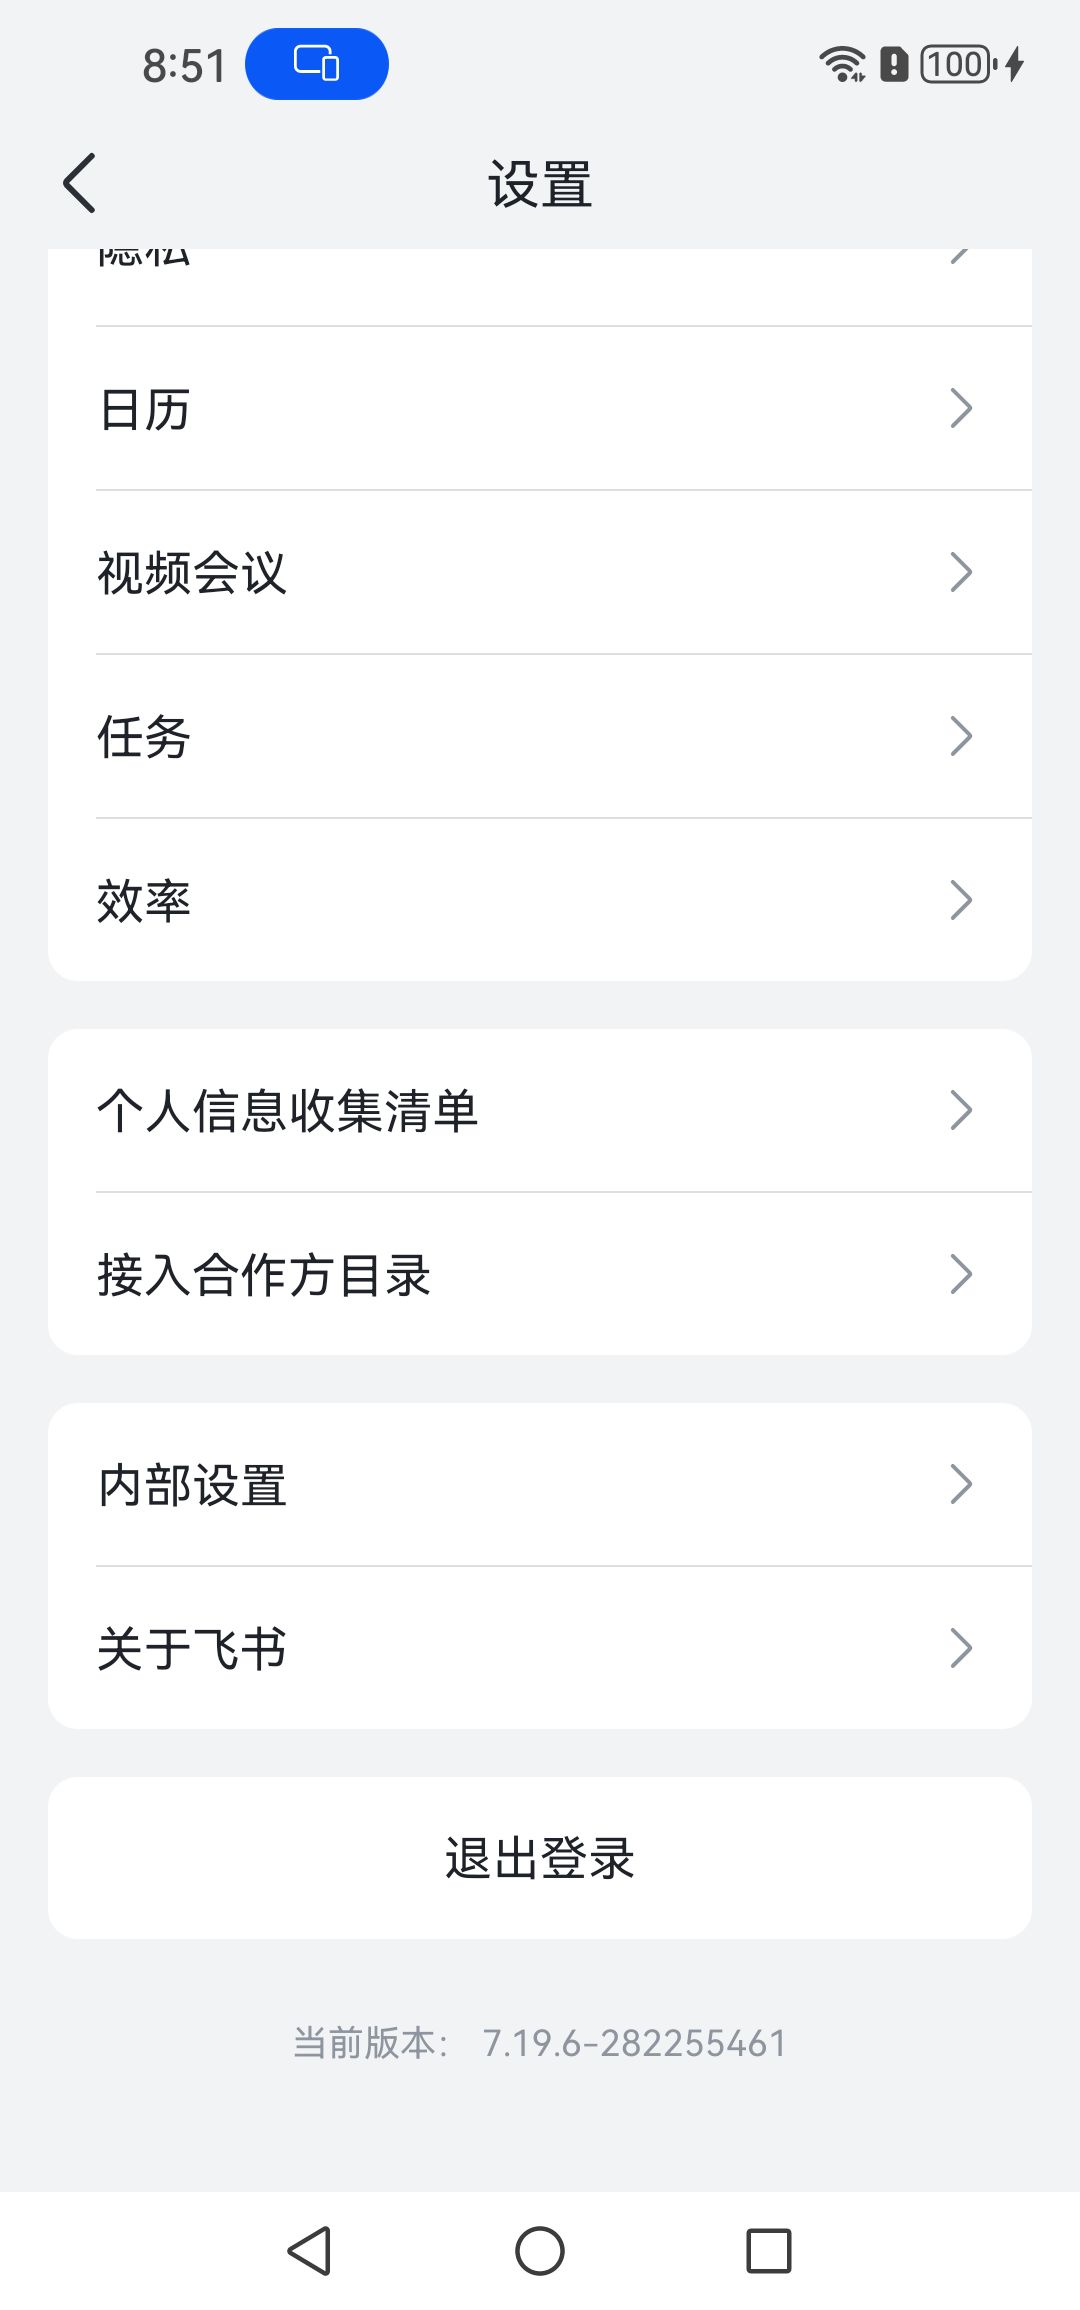 8:51
100
设置
隐私
日历
视频会议
任务
效率
个人信息收集清单
接入合作方目录
内部设置
关于飞书
退出登录
当前版本： 7.19.6-282255461